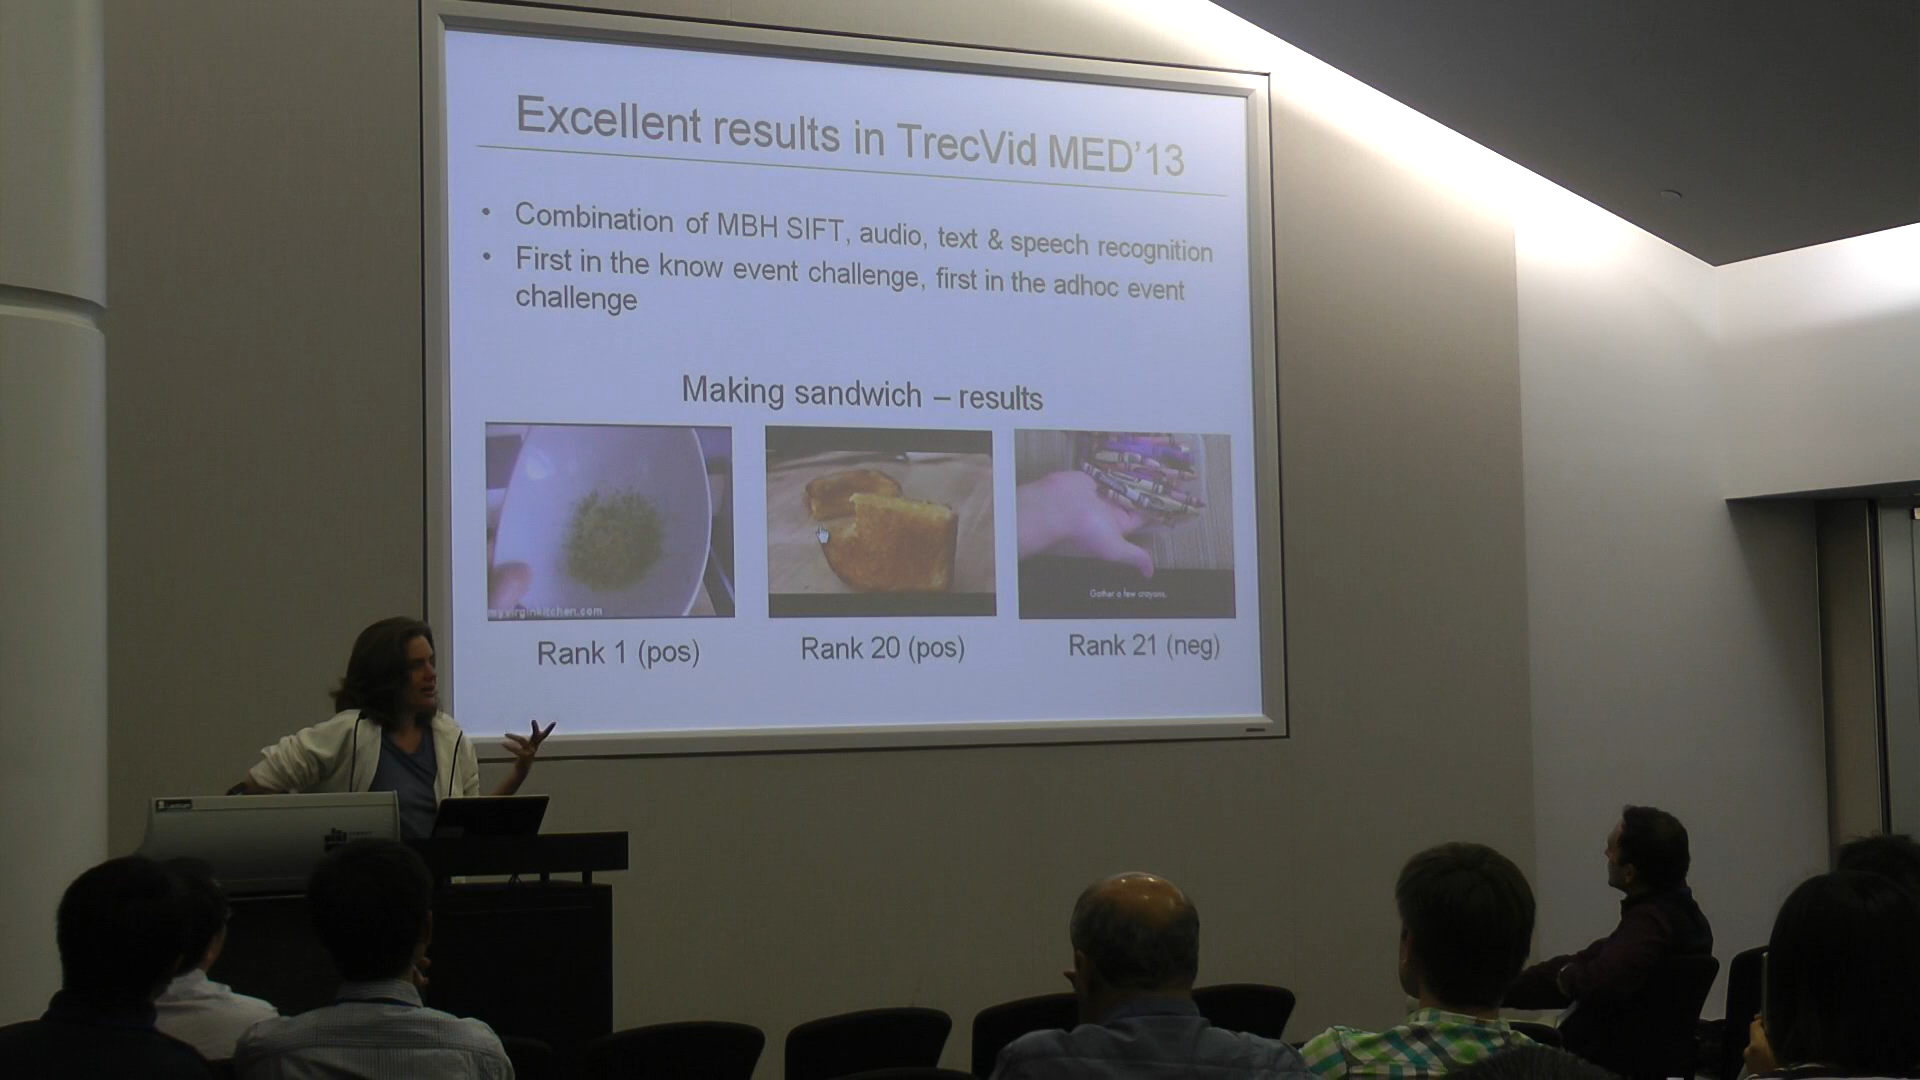 Excellent results in TrecVid MED'13
• Combination of MBH SIFT, audio, text & speech recognition
• First in the know event challenge, first in the adhoc event
challenge
Making sandwich – results
myvirginkitchen.com
Gather a few crayons.
Rank 1 (pos)
Rank 20 (pos)
Rank 21 (neg)